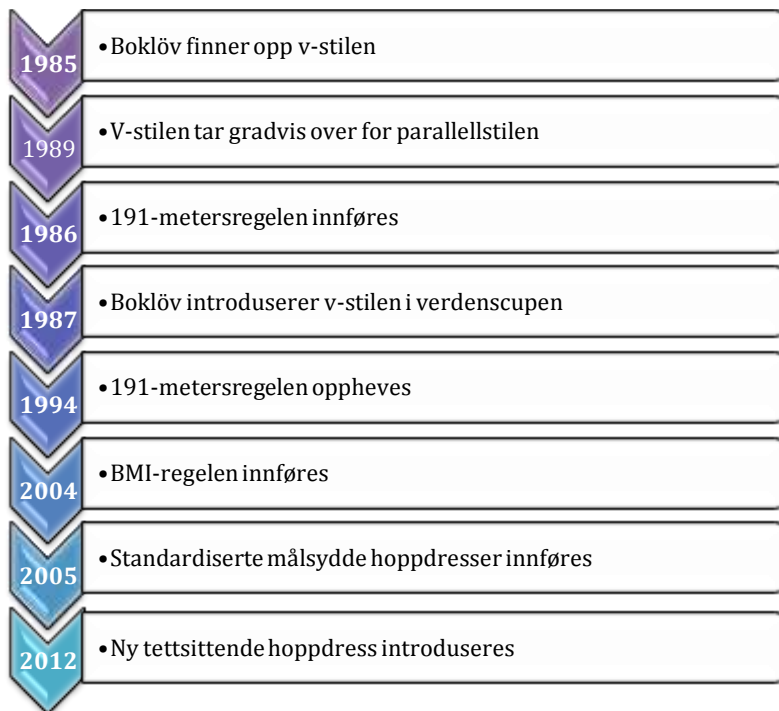 1985
•Boklöv finner opp v-stilen
1989
•V-stilen tar gradvis over for parallellstilen
1986
•191-metersregelen innføres
1987
•Boklöv introduserer v-stilen i verdenscupen
1994
•191-metersregelen oppheves
2004
•BMI-regelen innføres
2005
•Standardiserte målsydde hoppdresser innføres
2012
•Ny tettsittende hoppdress introduseres